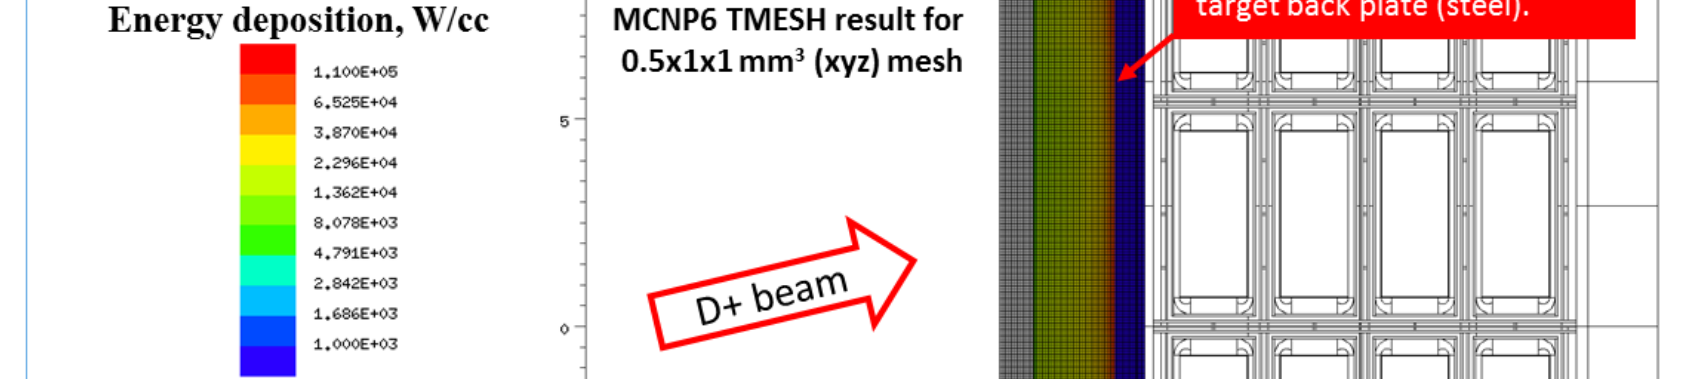 Energy deposition, W/cc
1.100E+05
6.525E+04
3.870E+04
2.296E+04
1.362E+04
8.078E+03
4.791E+03
2.842E+03
1.686E+03
1.000E+03
MCNP6 TMESH result for
0.5x1x1 mm³ (xyz) mesh
5
0
D+ beam
target back plate (steel).